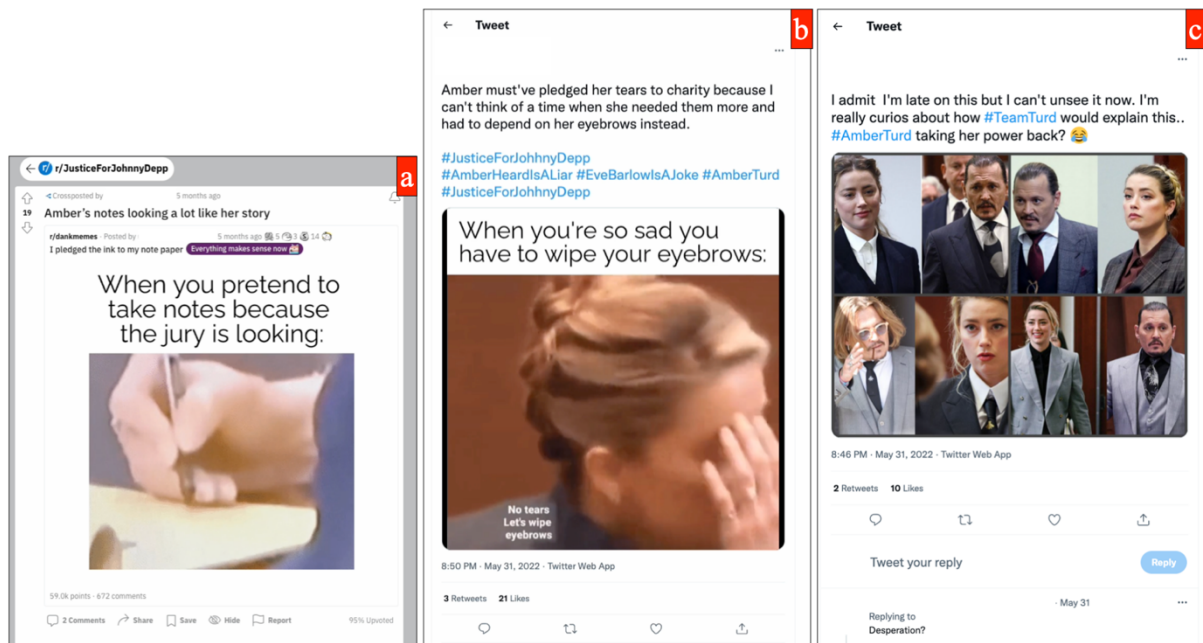 a
r/JusticeForJohnnyDepp
Crossposted by 5 months ago
19
Amber's notes looking a lot like her story
r/dankmemes · Posted by 5 months ago 5 3 14
I pledged the ink to my note paper Everything makes sense now
When you pretend to
take notes because
the jury is looking:
59.0k points · 672 comments
2 Comments Share Save Hide Report 95% Upvoted
b
Tweet
Amber must've pledged her tears to charity because I
can't think of a time when she needed them more and
had to depend on her eyebrows instead.
#JusticeForJohhnyDepp
#AmberHeardIsALiar #EveBarlowIsAJoke #AmberTurd
#JusticeForJohhnyDepp
When you're so sad you
have to wipe your eyebrows:
No tears
Let's wipe
eyebrows
8:50 PM · May 31, 2022 · Twitter Web App
3 Retweets 21 Likes
c
Tweet
I admit I'm late on this but I can't unsee it now. I'm
really curios about how #TeamTurd would explain this..
#AmberTurd taking her power back? 😂
8:46 PM · May 31, 2022 · Twitter Web App
2 Retweets 10 Likes
Tweet your reply
Reply
· May 31
Replying to
Desperation?